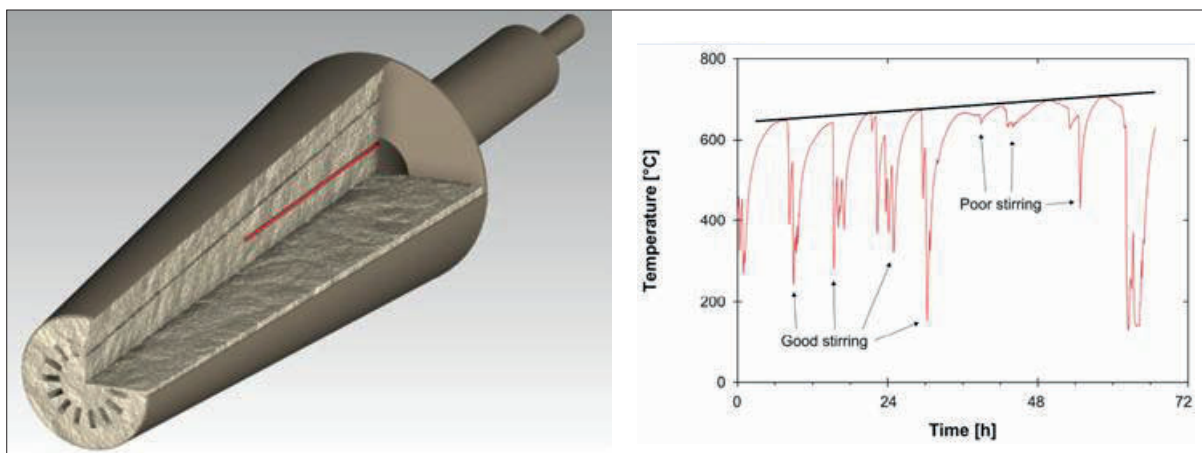 800
600
400
200
0
Temperature [°C]
Poor stirring
Good stirring
0
24
48
72
Time [h]